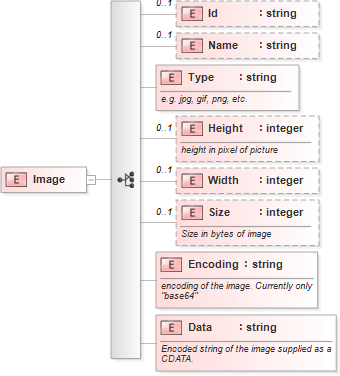 0..1
E Id : string
0..1
E Name : string
E Type : string
e.g. jpg, gif, png, etc.
0..1
E Height : integer
height in pixel of picture
0..1
E Image
E Width : integer
0..1
E Size : integer
Size in bytes of image
E Encoding : string
encoding of the image. Currently only
"base64"
E Data : string
Encoded string of the image supplied as a
CDATA.